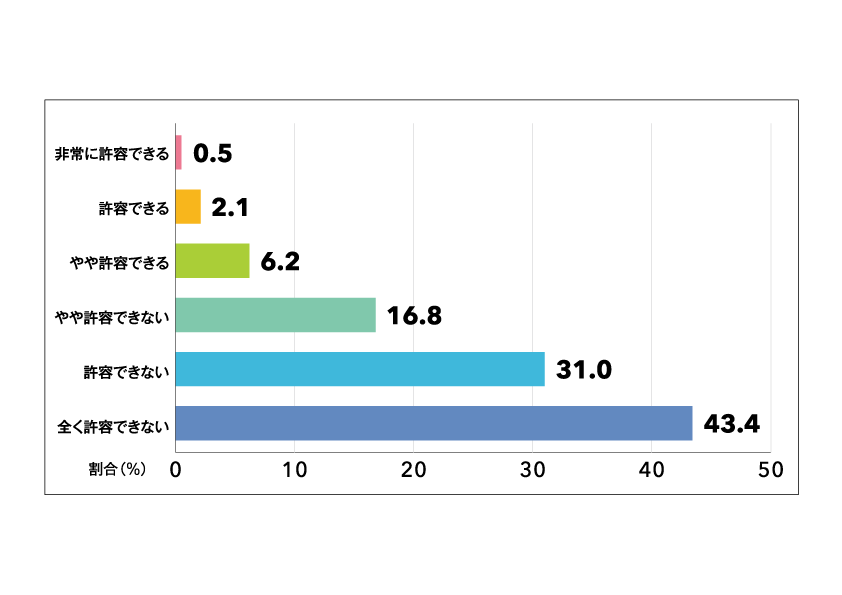 非常に許容できる 0.5
許容できる 2.1
やや許容できる 6.2
やや許容できない 16.8
許容できない 31.0
全く許容できない 43.4
割合(%) 0 10 20 30 40 50